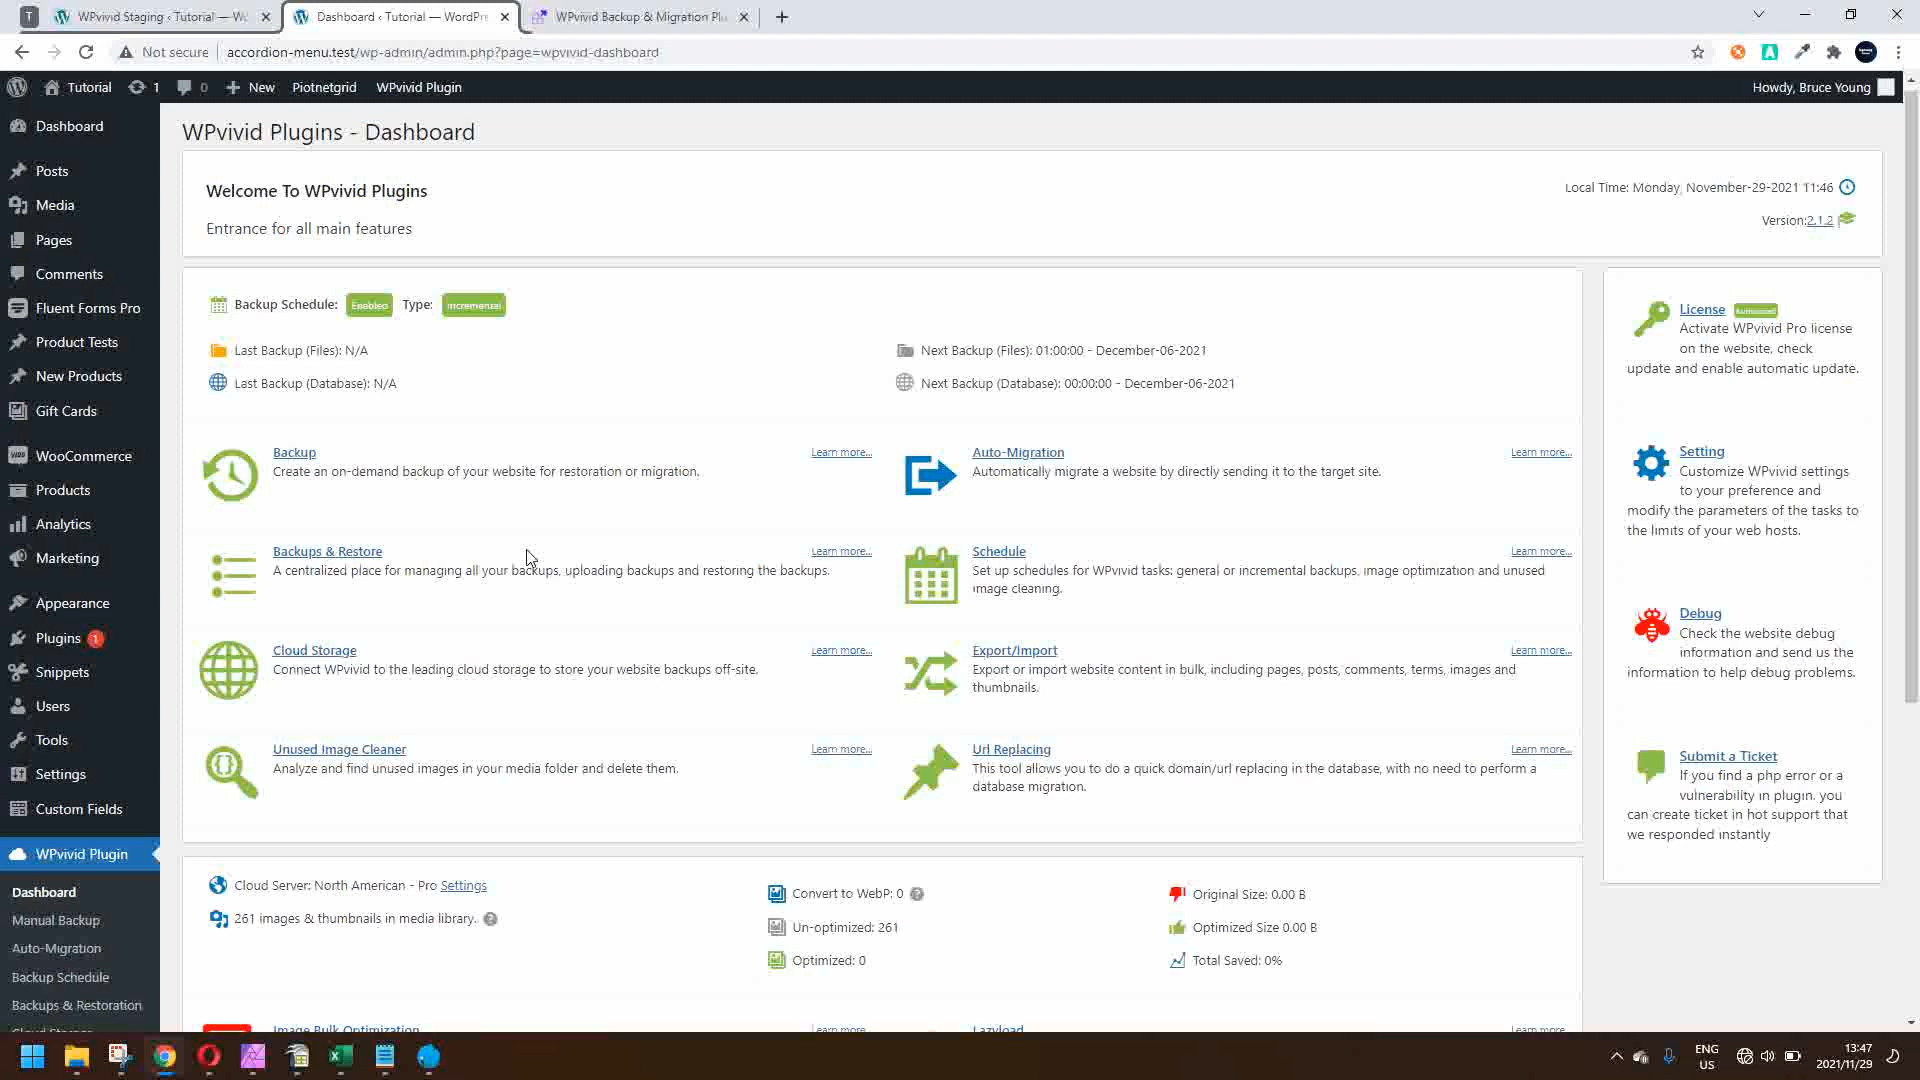 T
WPvivid Staging ‹ Tutorial — W
Dashboard ‹ Tutorial — WordPr
WPvivid Backup & Migration Plu
Not secure
accordion-menu.test/wp-admin/admin.php?page=wpvivid-dashboard
Tutorial
1
0
New
Piotnetgrid
WPvivid Plugin
Howdy, Bruce Young
Dashboard
Posts
Media
Pages
Comments
Fluent Forms Pro
Product Tests
New Products
Gift Cards
WooCommerce
Products
Analytics
Marketing
Appearance
Plugins 1
Snippets
Users
Tools
Settings
Custom Fields
WPvivid Plugin
Dashboard
Manual Backup
Auto-Migration
Backup Schedule
Backups & Restoration
Cloud Storage
WPvivid Plugins - Dashboard
Welcome To WPvivid Plugins
Entrance for all main features
Local Time: Monday, November-29-2021 11:46
Version:2.1.2
Backup Schedule: Enabled Type: Incremental
Last Backup (Files): N/A
Next Backup (Files): 01:00:00 - December-06-2021
Last Backup (Database): N/A
Next Backup (Database): 00:00:00 - December-06-2021
Backup
Learn more...
Create an on-demand backup of your website for restoration or migration.
Auto-Migration
Learn more...
Automatically migrate a website by directly sending it to the target site.
Backups & Restore
Learn more...
A centralized place for managing all your backups, uploading backups and restoring the backups.
Schedule
Learn more...
Set up schedules for WPvivid tasks: general or incremental backups, image optimization and unused
image cleaning.
Cloud Storage
Learn more...
Connect WPvivid to the leading cloud storage to store your website backups off-site.
Export/Import
Learn more...
Export or import website content in bulk, including pages, posts, comments, terms, images and
thumbnails.
Unused Image Cleaner
Learn more...
Analyze and find unused images in your media folder and delete them.
Url Replacing
Learn more...
This tool allows you to do a quick domain/url replacing in the database, with no need to perform a
database migration.
License Authorized
Activate WPvivid Pro license
on the website, check
update and enable automatic update.
Setting
Customize WPvivid settings
to your preference and
modify the parameters of the tasks to
the limits of your web hosts.
Debug
Check the website debug
information and send us the
information to help debug problems.
Submit a Ticket
If you find a php error or a
vulnerability in plugin, you
can create ticket in hot support that
we responded instantly
Cloud Server: North American - Pro Settings
261 images & thumbnails in media library.
Convert to WebP: 0
Un-optimized: 261
Optimized: 0
Original Size: 0.00 B
Optimized Size 0.00 B
Total Saved: 0%
Image Bulk Optimization
Learn more
Lazyload
Learn more
ENG
US
13:47
2021/11/29